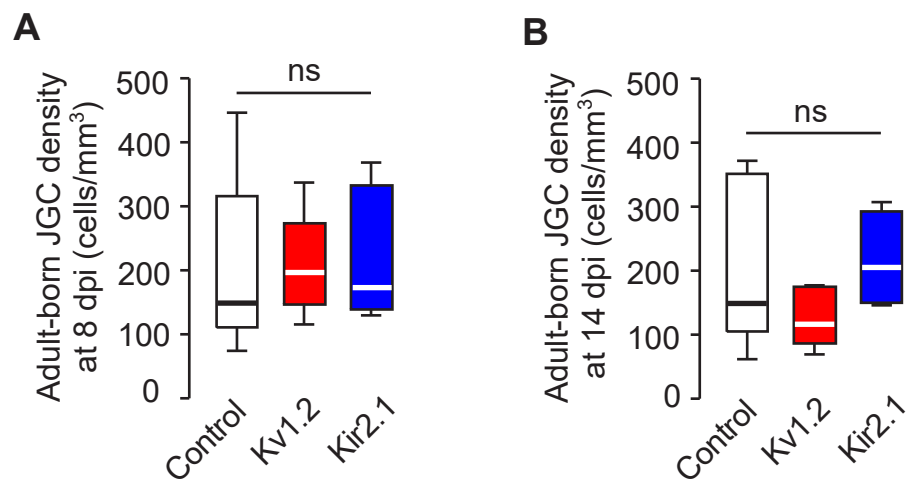 A
ns
Adult-born JGC density
at 8 dpi (cells/mm³)
500
400
300
200
100
0
Control
Kv1.2
Kir2.1
B
ns
Adult-born JGC density
at 14 dpi (cells/mm³)
500
400
300
200
100
0
Control
Kv1.2
Kir2.1